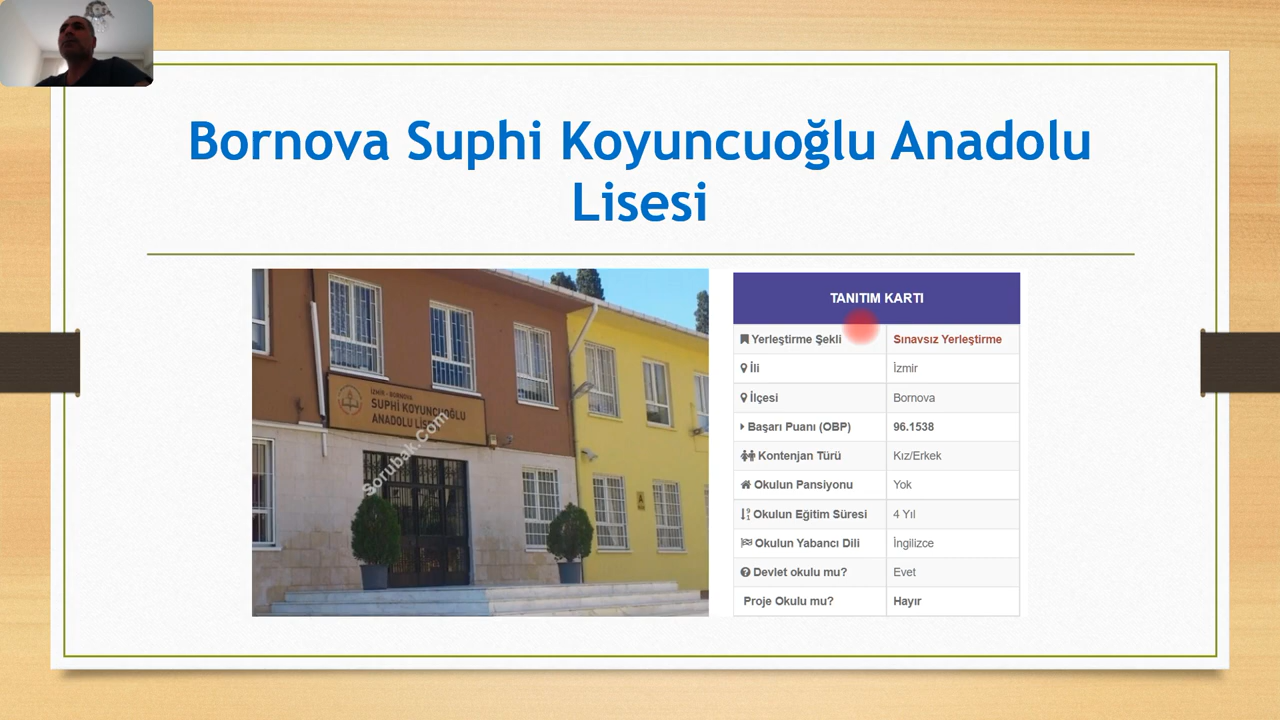 Bornova Suphi Koyuncuoğlu Anadolu
Lisesi
İZMİR - BORNOVA
SUPHİ KOYUNCUOĞLU
ANADOLU LİSESİ
Sorubak.Com
TANITIM KARTI
Yerleştirme Şekli Sınavsız Yerleştirme
İli İzmir
İlçesi Bornova
Başarı Puanı (OBP) 96.1538
Kontenjan Türü Kız/Erkek
Okulun Pansiyonu Yok
Okulun Eğitim Süresi 4 Yıl
Okulun Yabancı Dili İngilizce
Devlet okulu mu? Evet
Proje Okulu mu? Hayır